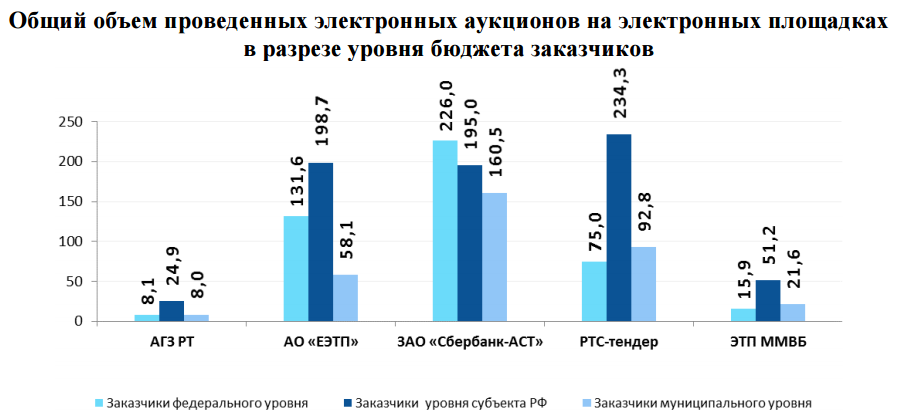 Общий объем проведенных электронных аукционов на электронных площадках
в разрезе уровня бюджета заказчиков
250
200
150
100
50
0
8,1
24,9
8,0
131,6
198,7
58,1
226,0
195,0
160,5
75,0
234,3
92,8
15,9
51,2
21,6
АГЗ РТ
АО «ЕЭТП»
ЗАО «Сбербанк-АСТ»
РТС-тендер
ЭТП ММВБ
Заказчики федерального уровня
Заказчики уровня субъекта РФ
Заказчики муниципального уровня